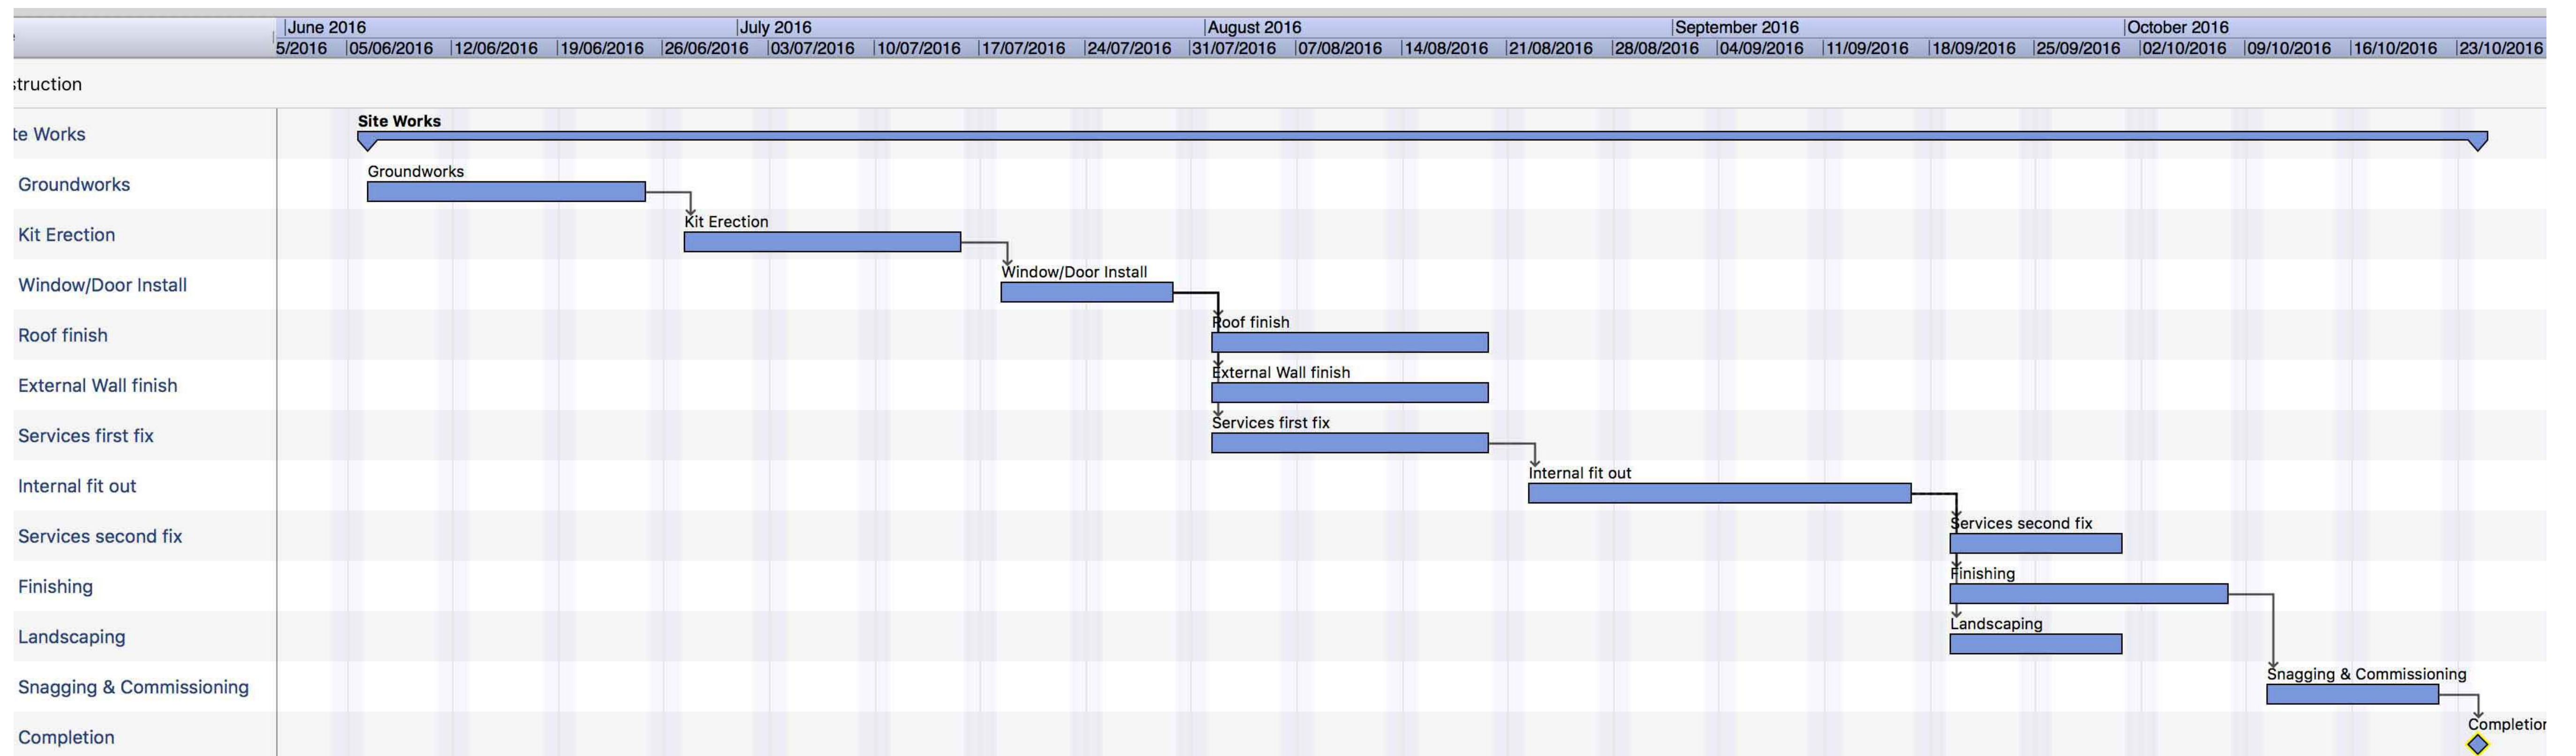 June 2016 July 2016 August 2016 September 2016 October 2016
5/2016 05/06/2016 12/06/2016 19/06/2016 26/06/2016 03/07/2016 10/07/2016 17/07/2016 24/07/2016 31/07/2016 07/08/2016 14/08/2016 21/08/2016 28/08/2016 04/09/2016 11/09/2016 18/09/2016 25/09/2016 02/10/2016 09/10/2016 16/10/2016 23/10/2016
struction
Site Works
te Works
Groundworks
Groundworks
Kit Erection
Kit Erection
Window/Door Install
Window/Door Install
Roof finish
Roof finish
External Wall finish
External Wall finish
Services first fix
Services first fix
Internal fit out
Internal fit out
Services second fix
Services second fix
Finishing
Finishing
Landscaping
Landscaping
Snagging & Commissioning
Snagging & Commissioning
Completion
Completion